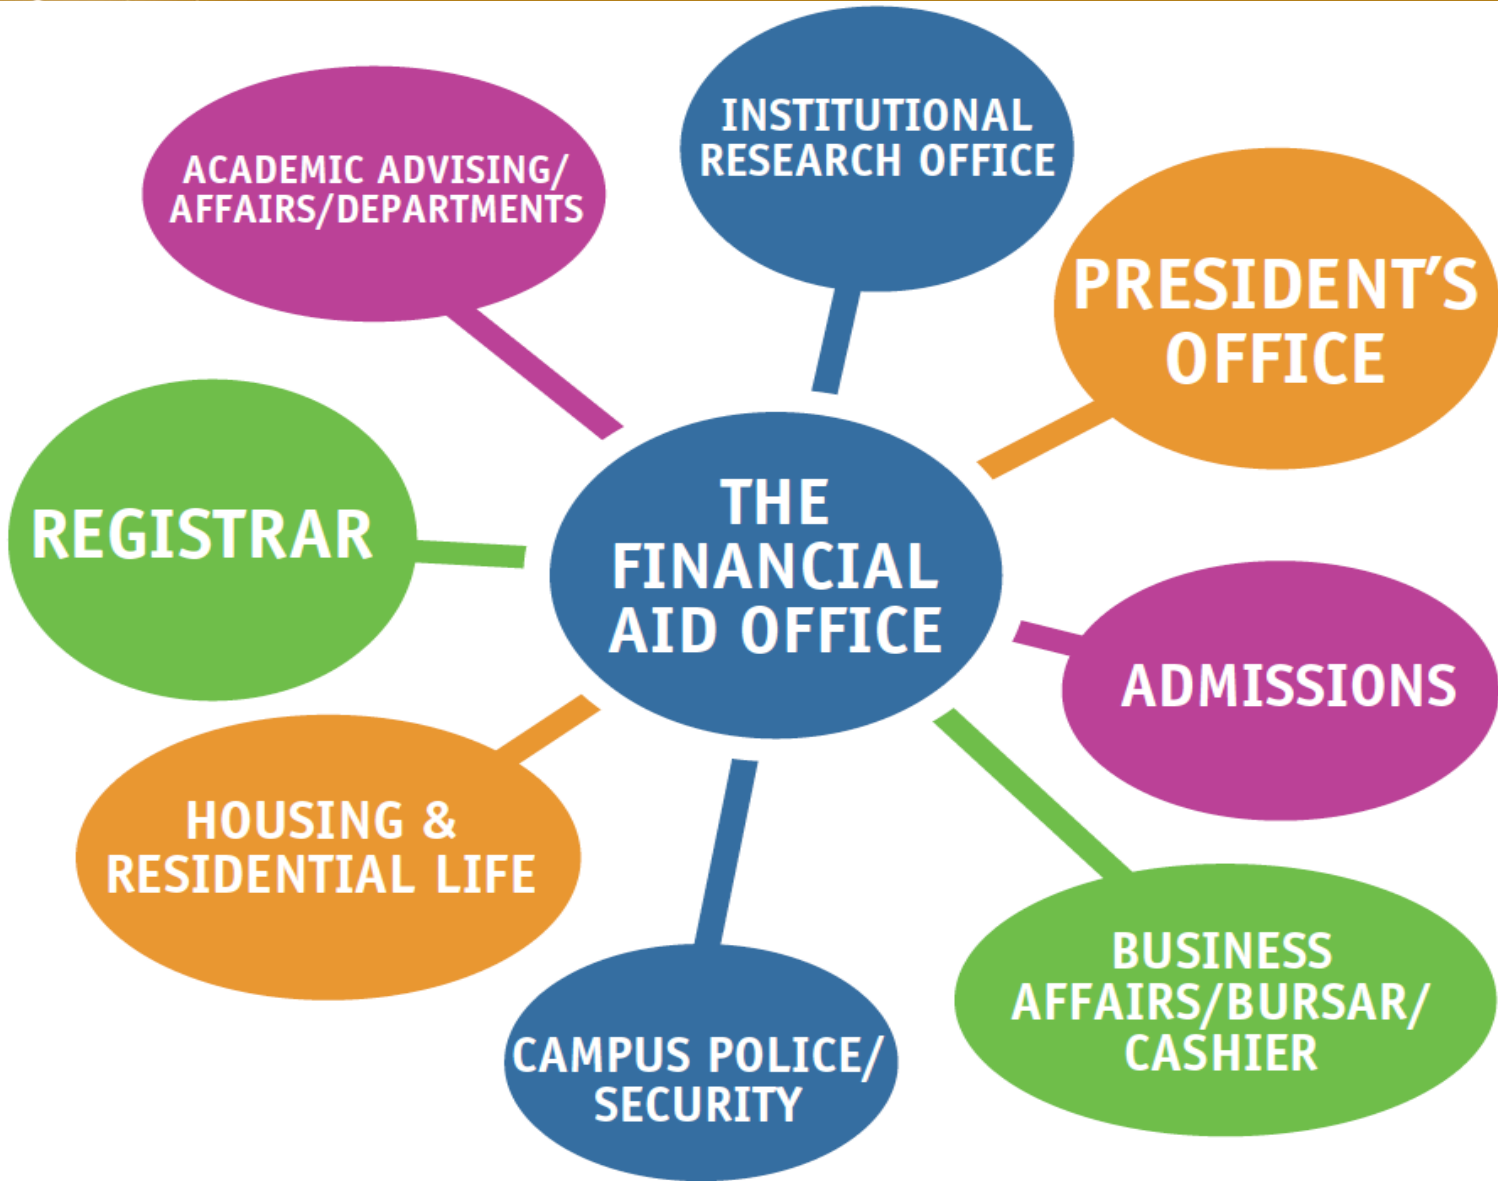 INSTITUTIONAL
RESEARCH OFFICE
ACADEMIC ADVISING/
AFFAIRS/DEPARTMENTS
PRESIDENT’S
OFFICE
REGISTRAR
THE
FINANCIAL
AID OFFICE
ADMISSIONS
HOUSING &
RESIDENTIAL LIFE
BUSINESS
AFFAIRS/BURSAR/
CASHIER
CAMPUS POLICE/
SECURITY